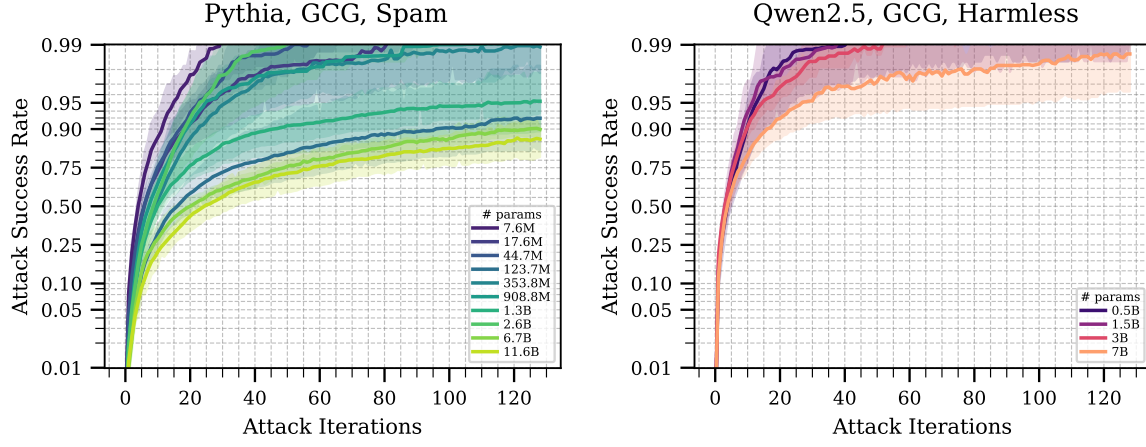 Pythia, GCG, Spam
Attack Success Rate
0.99
0.95
0.90
0.75
0.50
0.25
0.10
0.05
0.01
# params
7.6M
17.6M
44.7M
123.7M
353.8M
908.8M
1.3B
2.6B
6.7B
11.6B
0 20 40 60 80 100 120
Attack Iterations
Qwen2.5, GCG, Harmless
Attack Success Rate
0.99
0.95
0.90
0.75
0.50
0.25
0.10
0.05
0.01
# params
0.5B
1.5B
3B
7B
0 20 40 60 80 100 120
Attack Iterations